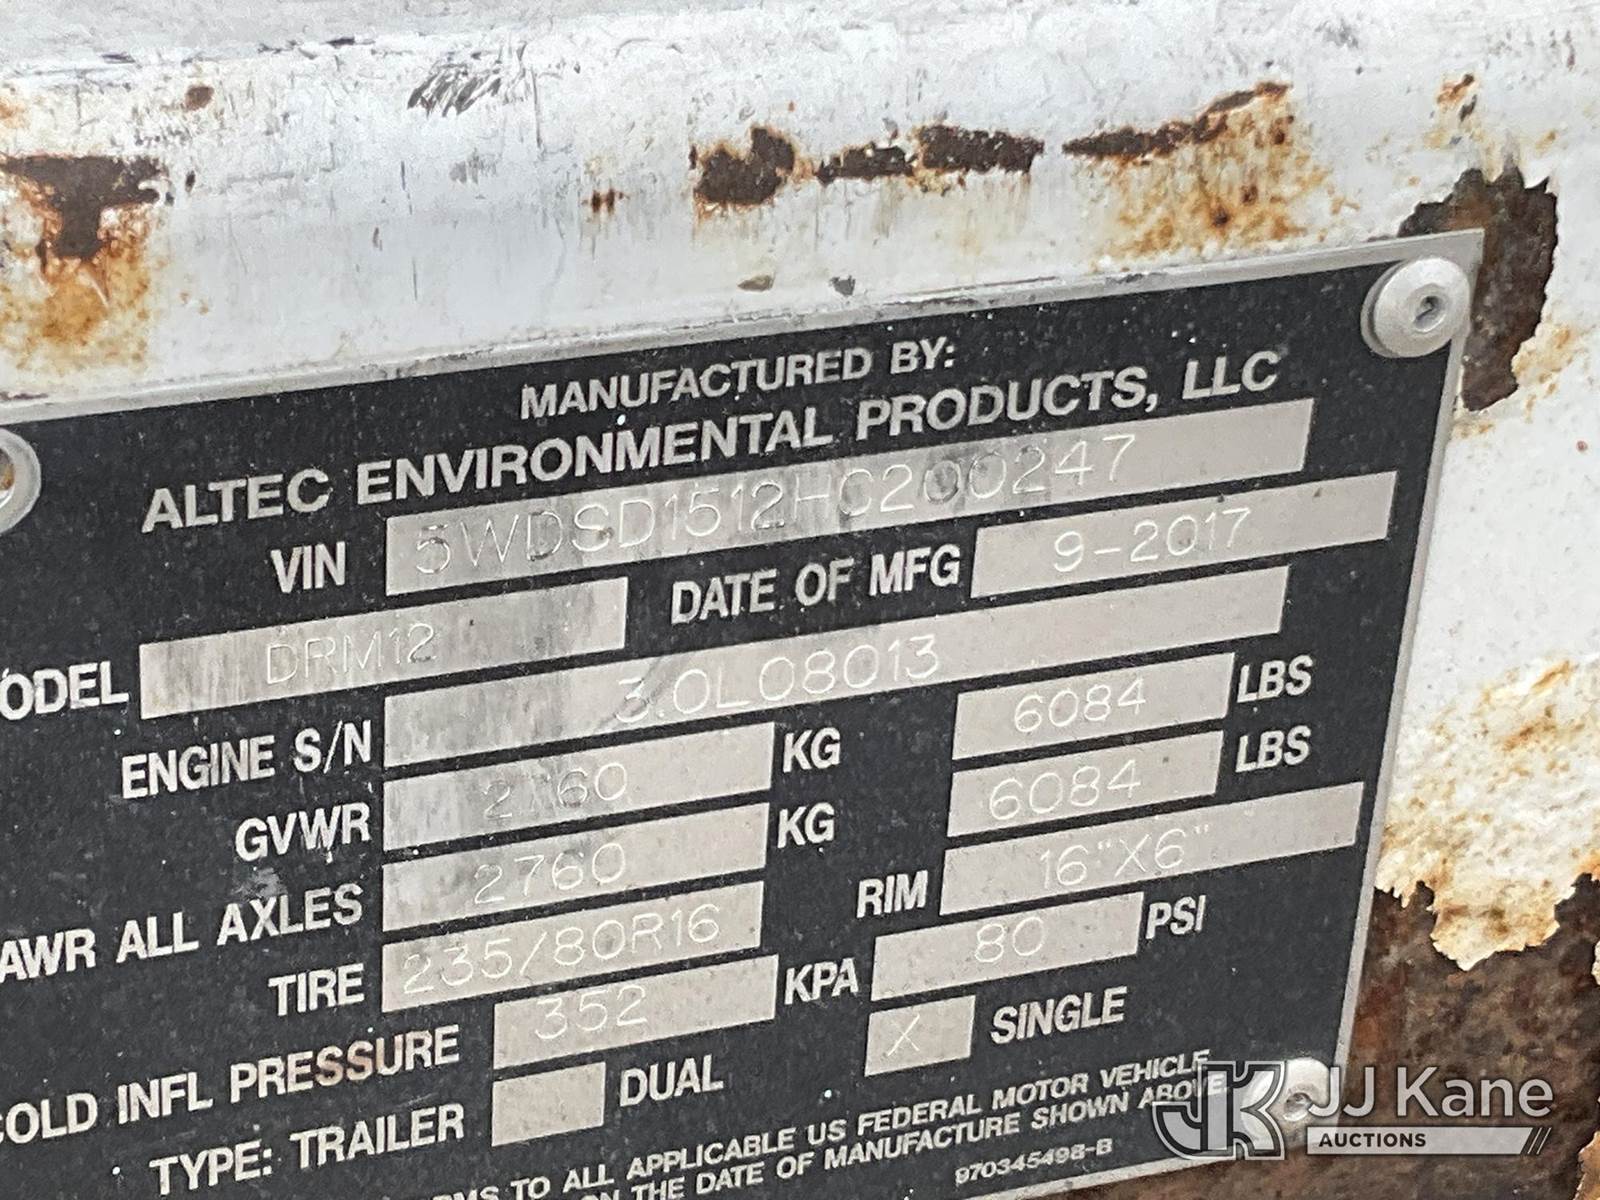 MANUFACTURED BY:
ALTEC ENVIRONMENTAL PRODUCTS, LLC
VIN 5WDSD1512HC200247
ODEL DRM12 DATE OF MFG 9-2017
ENGINE S/N 3.0L08013
GVWR 2760 KG 6084 LBS
AWR ALL AXLES 2760 KG 6084 LBS
TIRE 235/80R16 RIM 16"X6"
COLD INFL PRESSURE 352 KPA 80 PSI
TYPE: TRAILER DUAL X SINGLE
RMS TO ALL APPLICABLE US FEDERAL MOTOR VEHICLE
ON THE DATE OF MANUFACTURE SHOWN ABOVE
970345498-B
JK JJ Kane
AUCTIONS